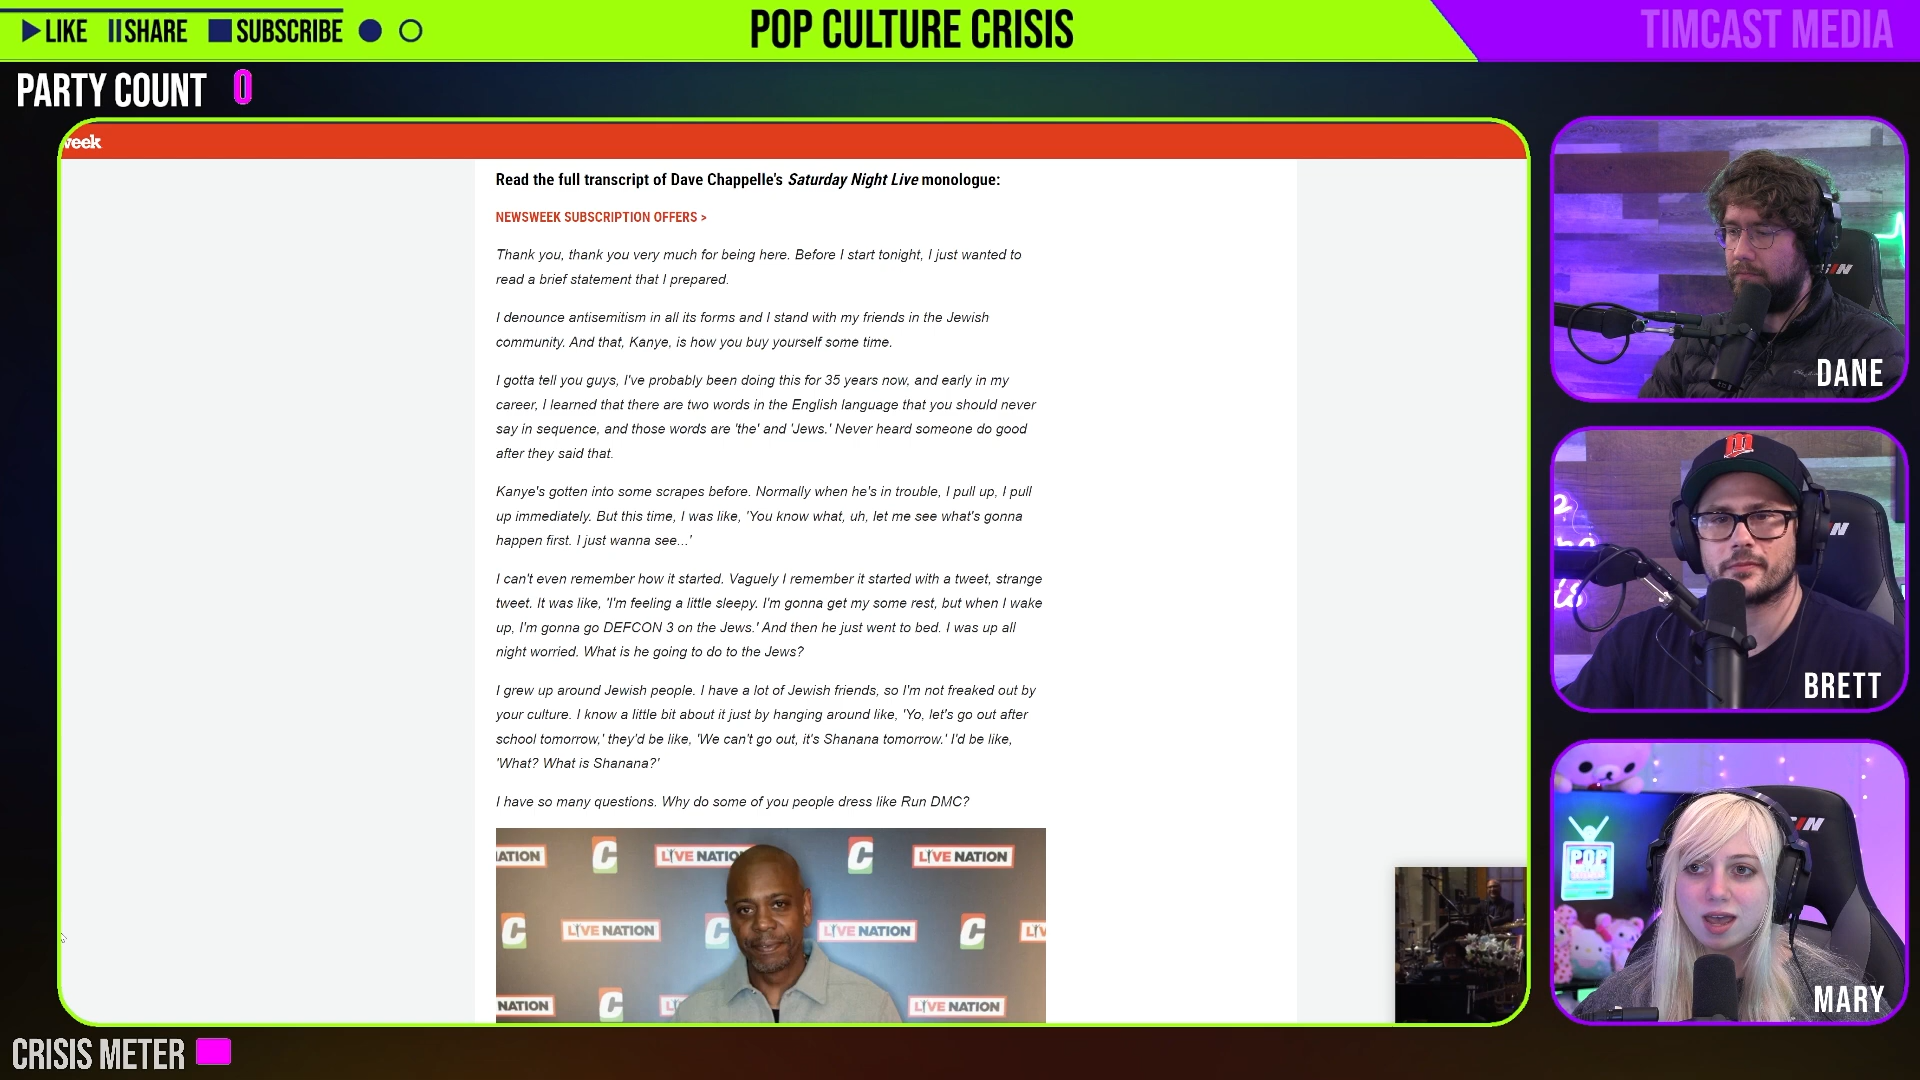 LIKE SHARE SUBSCRIBE
POP CULTURE CRISIS
TIMCAST MEDIA
PARTY COUNT 0
week
Read the full transcript of Dave Chappelle's Saturday Night Live monologue:
NEWSWEEK SUBSCRIPTION OFFERS >
Thank you, thank you very much for being here. Before I start tonight, I just wanted to
read a brief statement that I prepared.
I denounce antisemitism in all its forms and I stand with my friends in the Jewish
community. And that, Kanye, is how you buy yourself some time.
I gotta tell you guys, I've probably been doing this for 35 years now, and early in my
career, I learned that there are two words in the English language that you should never
say in sequence, and those words are 'the' and 'Jews.' Never heard someone do good
after they said that.
Kanye's gotten into some scrapes before. Normally when he's in trouble, I pull up, I pull
up immediately. But this time, I was like, 'You know what, uh, let me see what's gonna
happen first. I just wanna see...'
I can't even remember how it started. Vaguely I remember it started with a tweet, strange
tweet. It was like, 'I'm feeling a little sleepy. I'm gonna get my some rest, but when I wake
up, I'm gonna go DEFCON 3 on the Jews.' And then he just went to bed. I was up all
night worried. What is he going to do to the Jews?
I grew up around Jewish people. I have a lot of Jewish friends, so I'm not freaked out by
your culture. I know a little bit about it just by hanging around like, 'Yo, let's go out after
school tomorrow,' they'd be like, 'We can't go out, it's Shanana tomorrow.' I'd be like,
'What? What is Shanana?'
I have so many questions. Why do some of you people dress like Run DMC?
ATION C LIVE NATION C LIVE NATION
C LIVE NATION C LIVE NATION C LIV
NATION C LIVE NATION
DANE
BRETT
POP
MARY
CRISIS METER